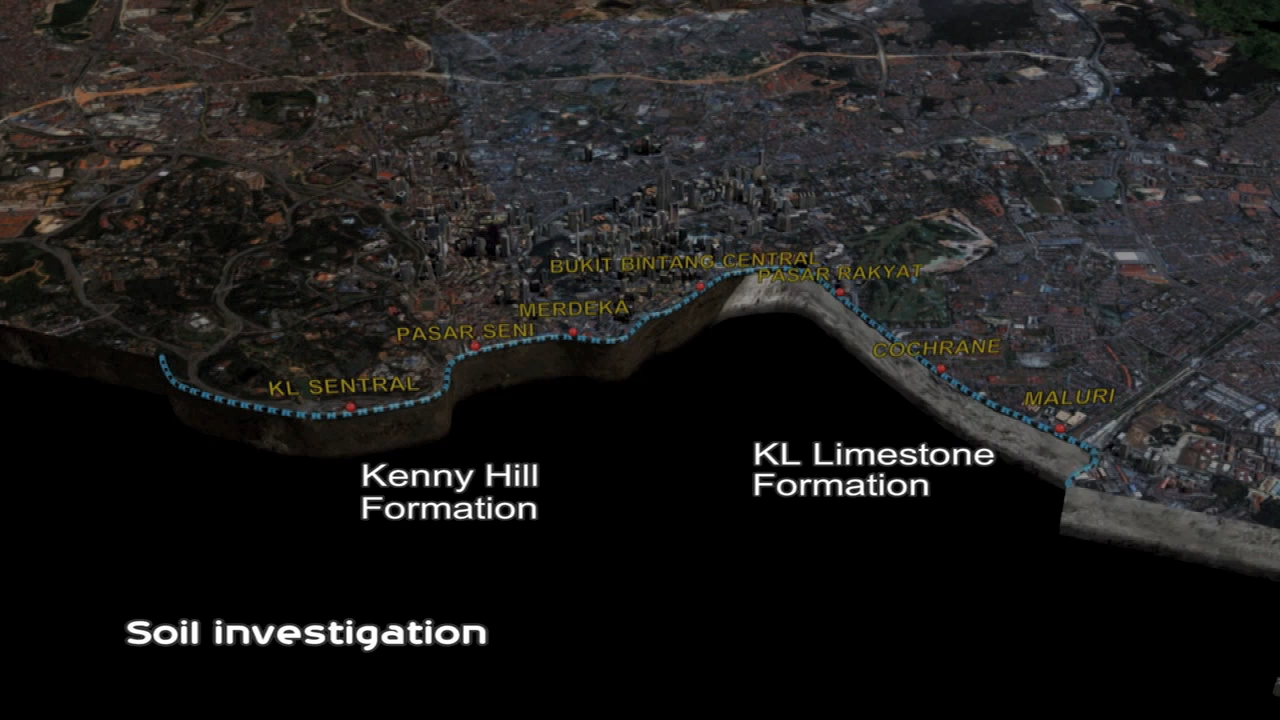 BUKIT BINTANG CENTRAL
PASAR RAKYAT
MERDEKA
PASAR SENI
COCHRANE
KL SENTRAL
MALURI
KL Limestone
Formation
Kenny Hill
Formation
Soil investigation